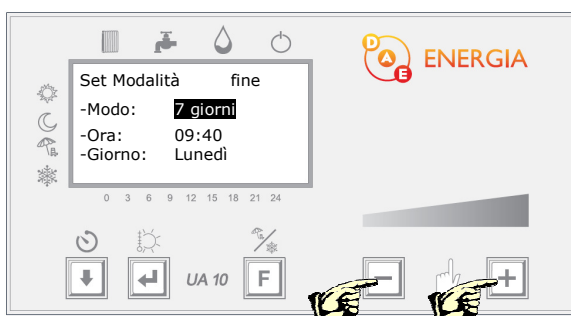 D
A
E
ENERGIA
Set Modalità fine
-Modo: 7 giorni
-Ora: 09:40
-Giorno: Lunedì
0 3 6 9 12 15 18 21 24
UA 10 F